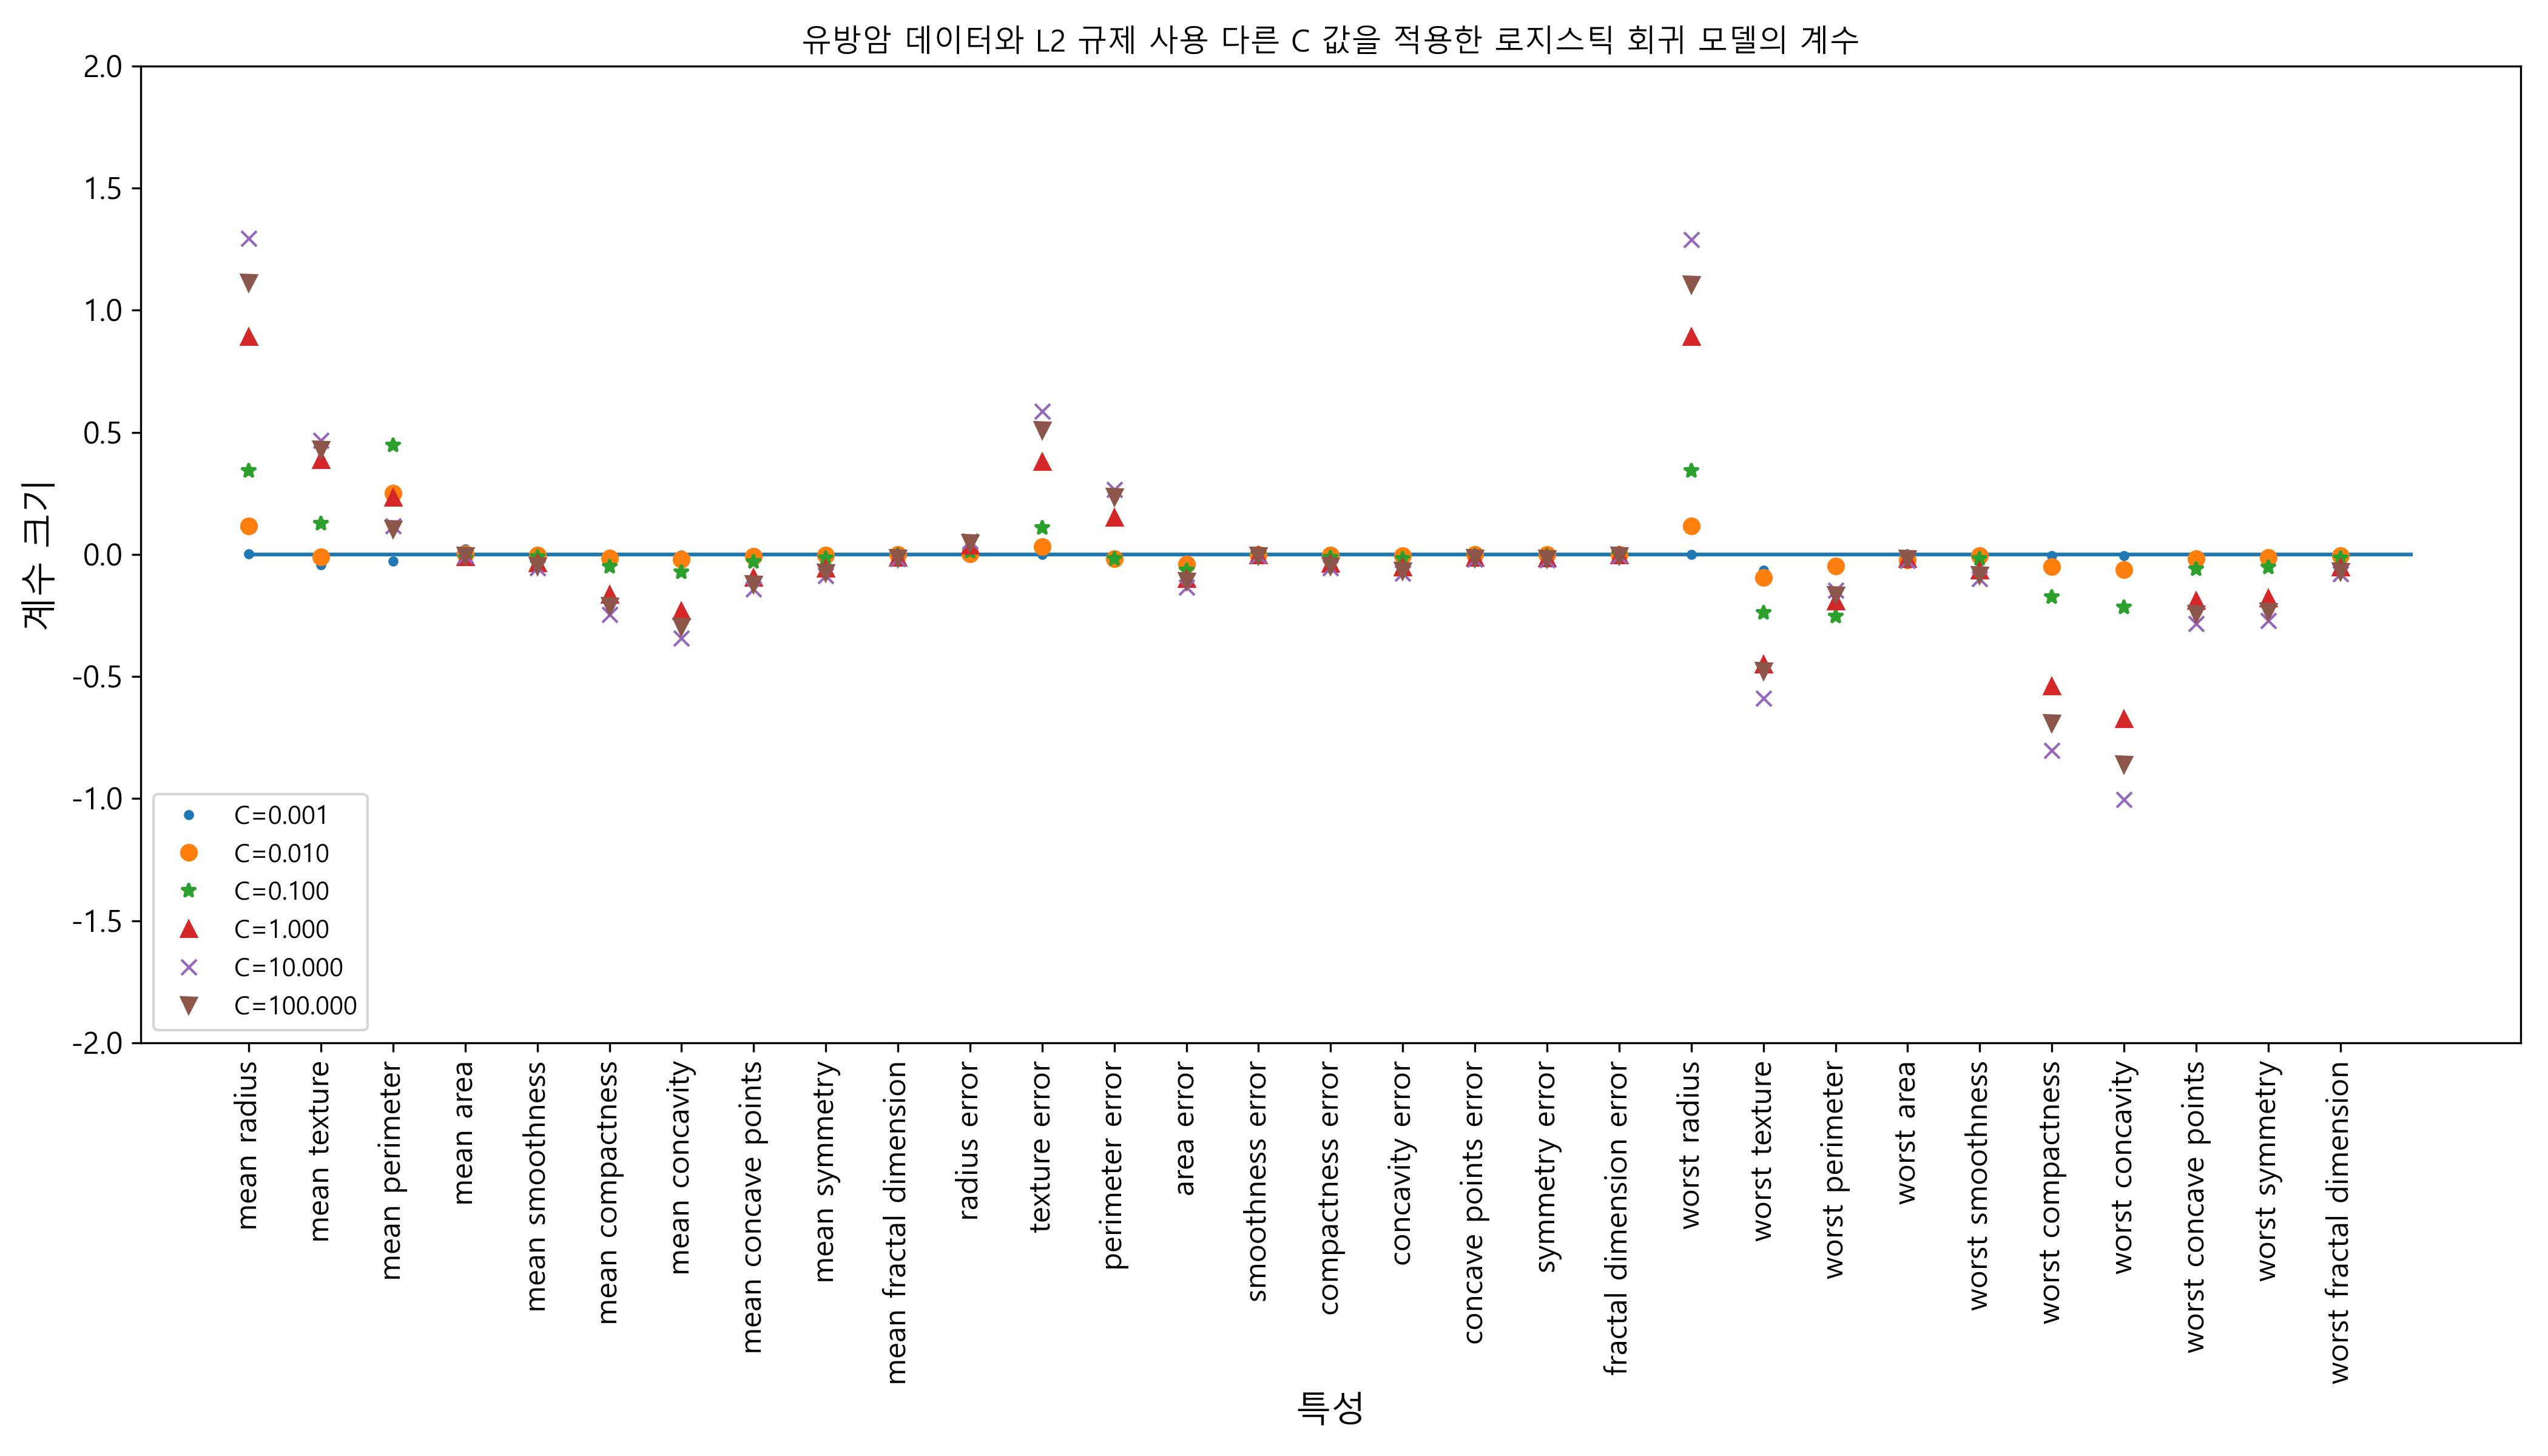 유방암 데이터와 L2 규제 사용 다른 C 값을 적용한 로지스틱 회귀 모델의 계수
2.0
1.5
1.0
0.5
0.0
-0.5
-1.0
-1.5
-2.0
계수 크기
C=0.001
C=0.010
C=0.100
C=1.000
C=10.000
C=100.000
mean radius
mean texture
mean perimeter
mean area
mean smoothness
mean compactness
mean concavity
mean concave points
mean symmetry
mean fractal dimension
radius error
texture error
perimeter error
area error
smoothness error
compactness error
concavity error
concave points error
symmetry error
fractal dimension error
worst radius
worst texture
worst perimeter
worst area
worst smoothness
worst compactness
worst concavity
worst concave points
worst symmetry
worst fractal dimension
특성